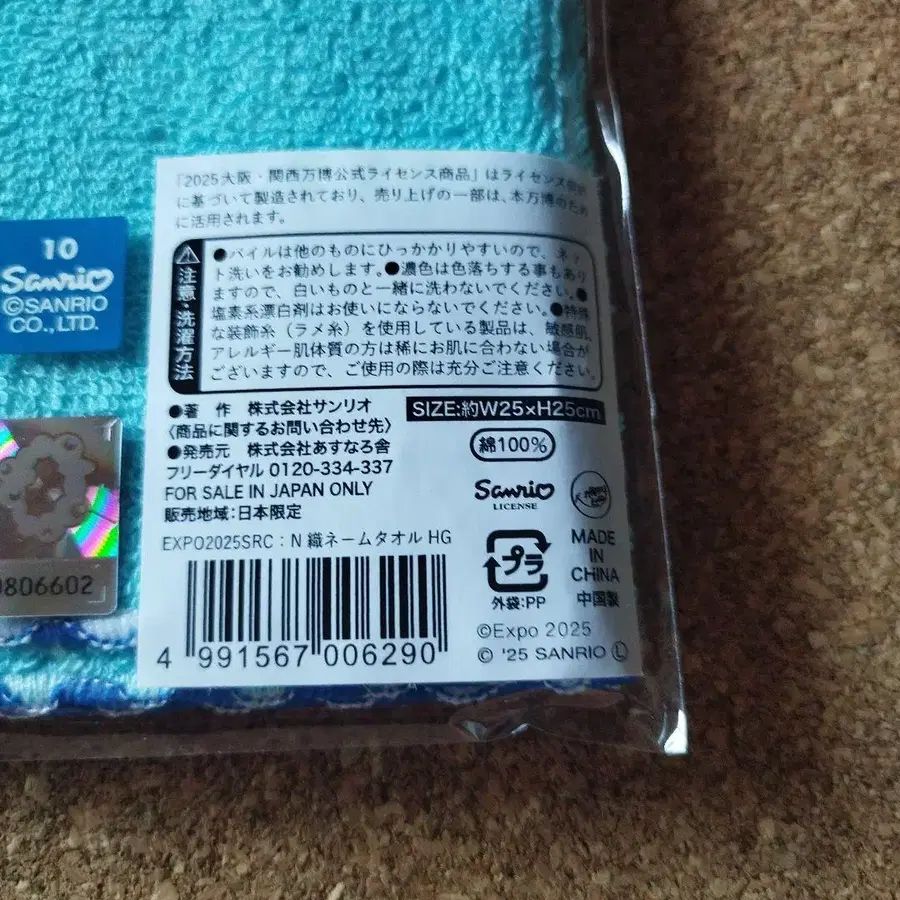 「2025大阪・関西万博公式ライセンス商品」はライセンス契約
に基づいて製造されており、売り上げの一部は、本万博のため
に活用されます。
注意・洗濯方法
●パイルは他のものにひっかかりやすいので、ネッ
ト洗いをお勧めします。●濃色は色落ちする事もあり
ますので、白いものと一緒に洗わないでください。●
塩素系漂白剤はお使いにならないでください。●特殊
な装飾糸（ラメ糸）を使用している製品は、敏感肌、
アレルギー肌体質の方は稀にお肌に合わない場合が
ございますので、ご使用の際は充分ご注意ください。
●著 作 株式会社サンリオ
〈商品に関するお問い合わせ先〉
●発売元 株式会社あすなろ舎
フリーダイヤル 0120-334-337
FOR SALE IN JAPAN ONLY
販売地域：日本限定
EXPO2025SRC：N 織ネームタオル HG
4 991567 006290
SIZE:約W25×H25cm
綿100%
Sanrio
LICENSE
プラ
外袋:PP
MADE
IN
CHINA
中国製
©Expo 2025
© '25 SANRIO Ⓛ
10
Sanrio
©SANRIO
CO.,LTD.
0806602